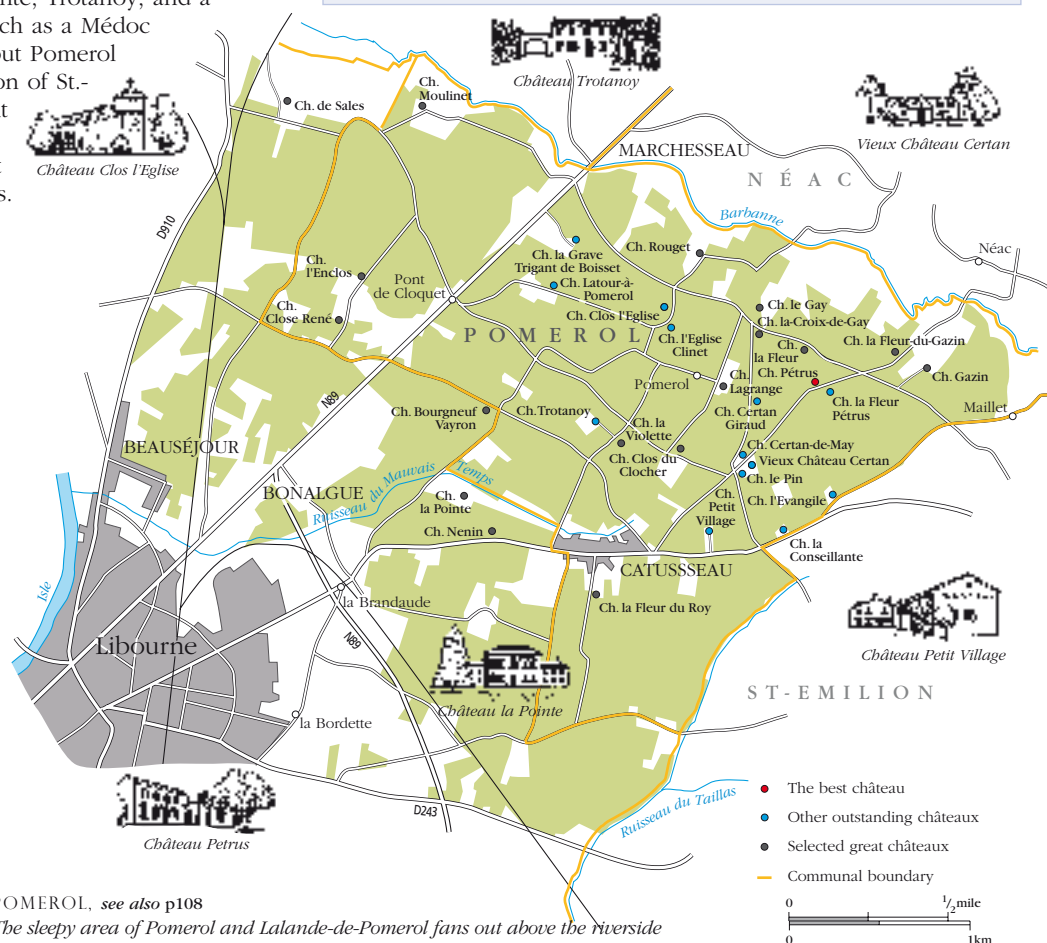 nte, Trotanoy, and a
ch as a Médoc
out Pomerol
on of St.-
t
t
s.
Château Clos l'Eglise
Château Trotanoy
Vieux Château Certan
Ch. de Sales
Ch.
Moulinet
MARCHESSEAU
NÉAC
Barbanne
D910
Néac
Ch. la Grave
Trigant de Boisset
Ch. Rouget
Ch.
l'Enclos
Pont
de Cloquet
Ch. Latour-à-
Pomerol
Ch.
Close René
Ch. Clos l'Eglise
Ch. le Gay
Ch. la-Croix-de-Gay
POMEROL
Ch. l'Eglise
Clinet
Ch.
la Fleur
Ch. la Fleur-du-Gazin
Ch. Pétrus
Ch. Gazin
Pomerol
Ch.
Lagrange
Ch. la Fleur
Pétrus
Maillet
N89
Ch. Bourgneuf
Vayron
Ch. Trotanoy
Ch. la
Violette
Ch. Certan
Giraud
BEAUSÉJOUR
Ch. Clos du
Clocher
Ch. Certan-de-May
Vieux Château Certan
Ch. le Pin
BONALGUE
Ruisseau du Mauvais Temps
Ch.
la Pointe
Ch.
Petit
Village
Ch. l'Evangile
Ch. Nenin
Ch. la
Conseillante
CATUSSSEAU
Isle
la Brandaude
Ch. la Fleur du Roy
N89
Libourne
Château Petit Village
ST-EMILION
Château la Pointe
la Bordette
Ruisseau du Taillas
D243
Château Petrus
The best château
Other outstanding châteaux
Selected great châteaux
Communal boundary
0 1/2 mile
0 1km
POMEROL, see also p108
The sleepy area of Pomerol and Lalande-de-Pomerol fans out above the riverside